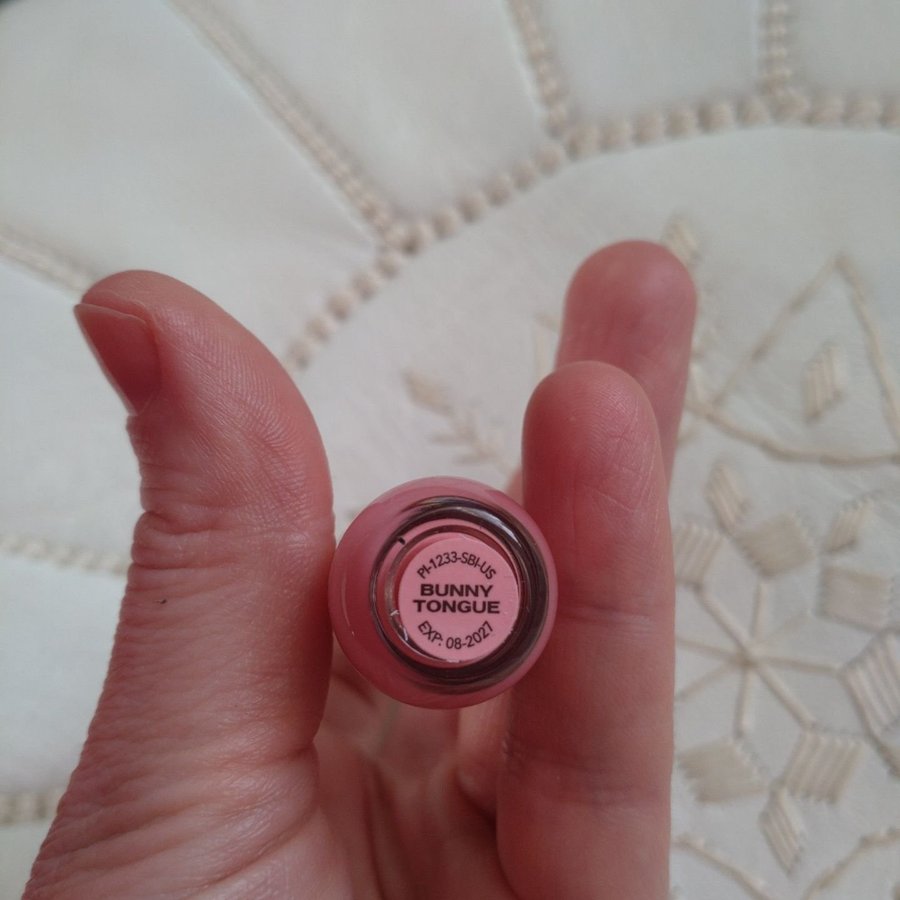 PI-1233-SBI-US
BUNNY
TONGUE
EXP. 08-2027